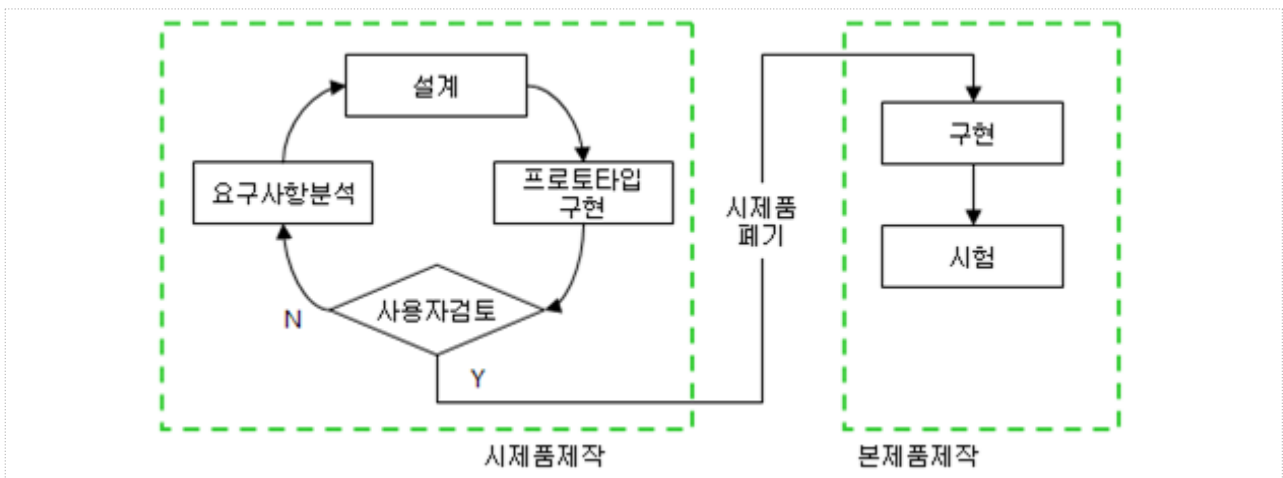 설계
요구사항분석
프로토타입
구현
사용자검토
N
Y
시제품
폐기
구현
시험
시제품제작
본제품제작